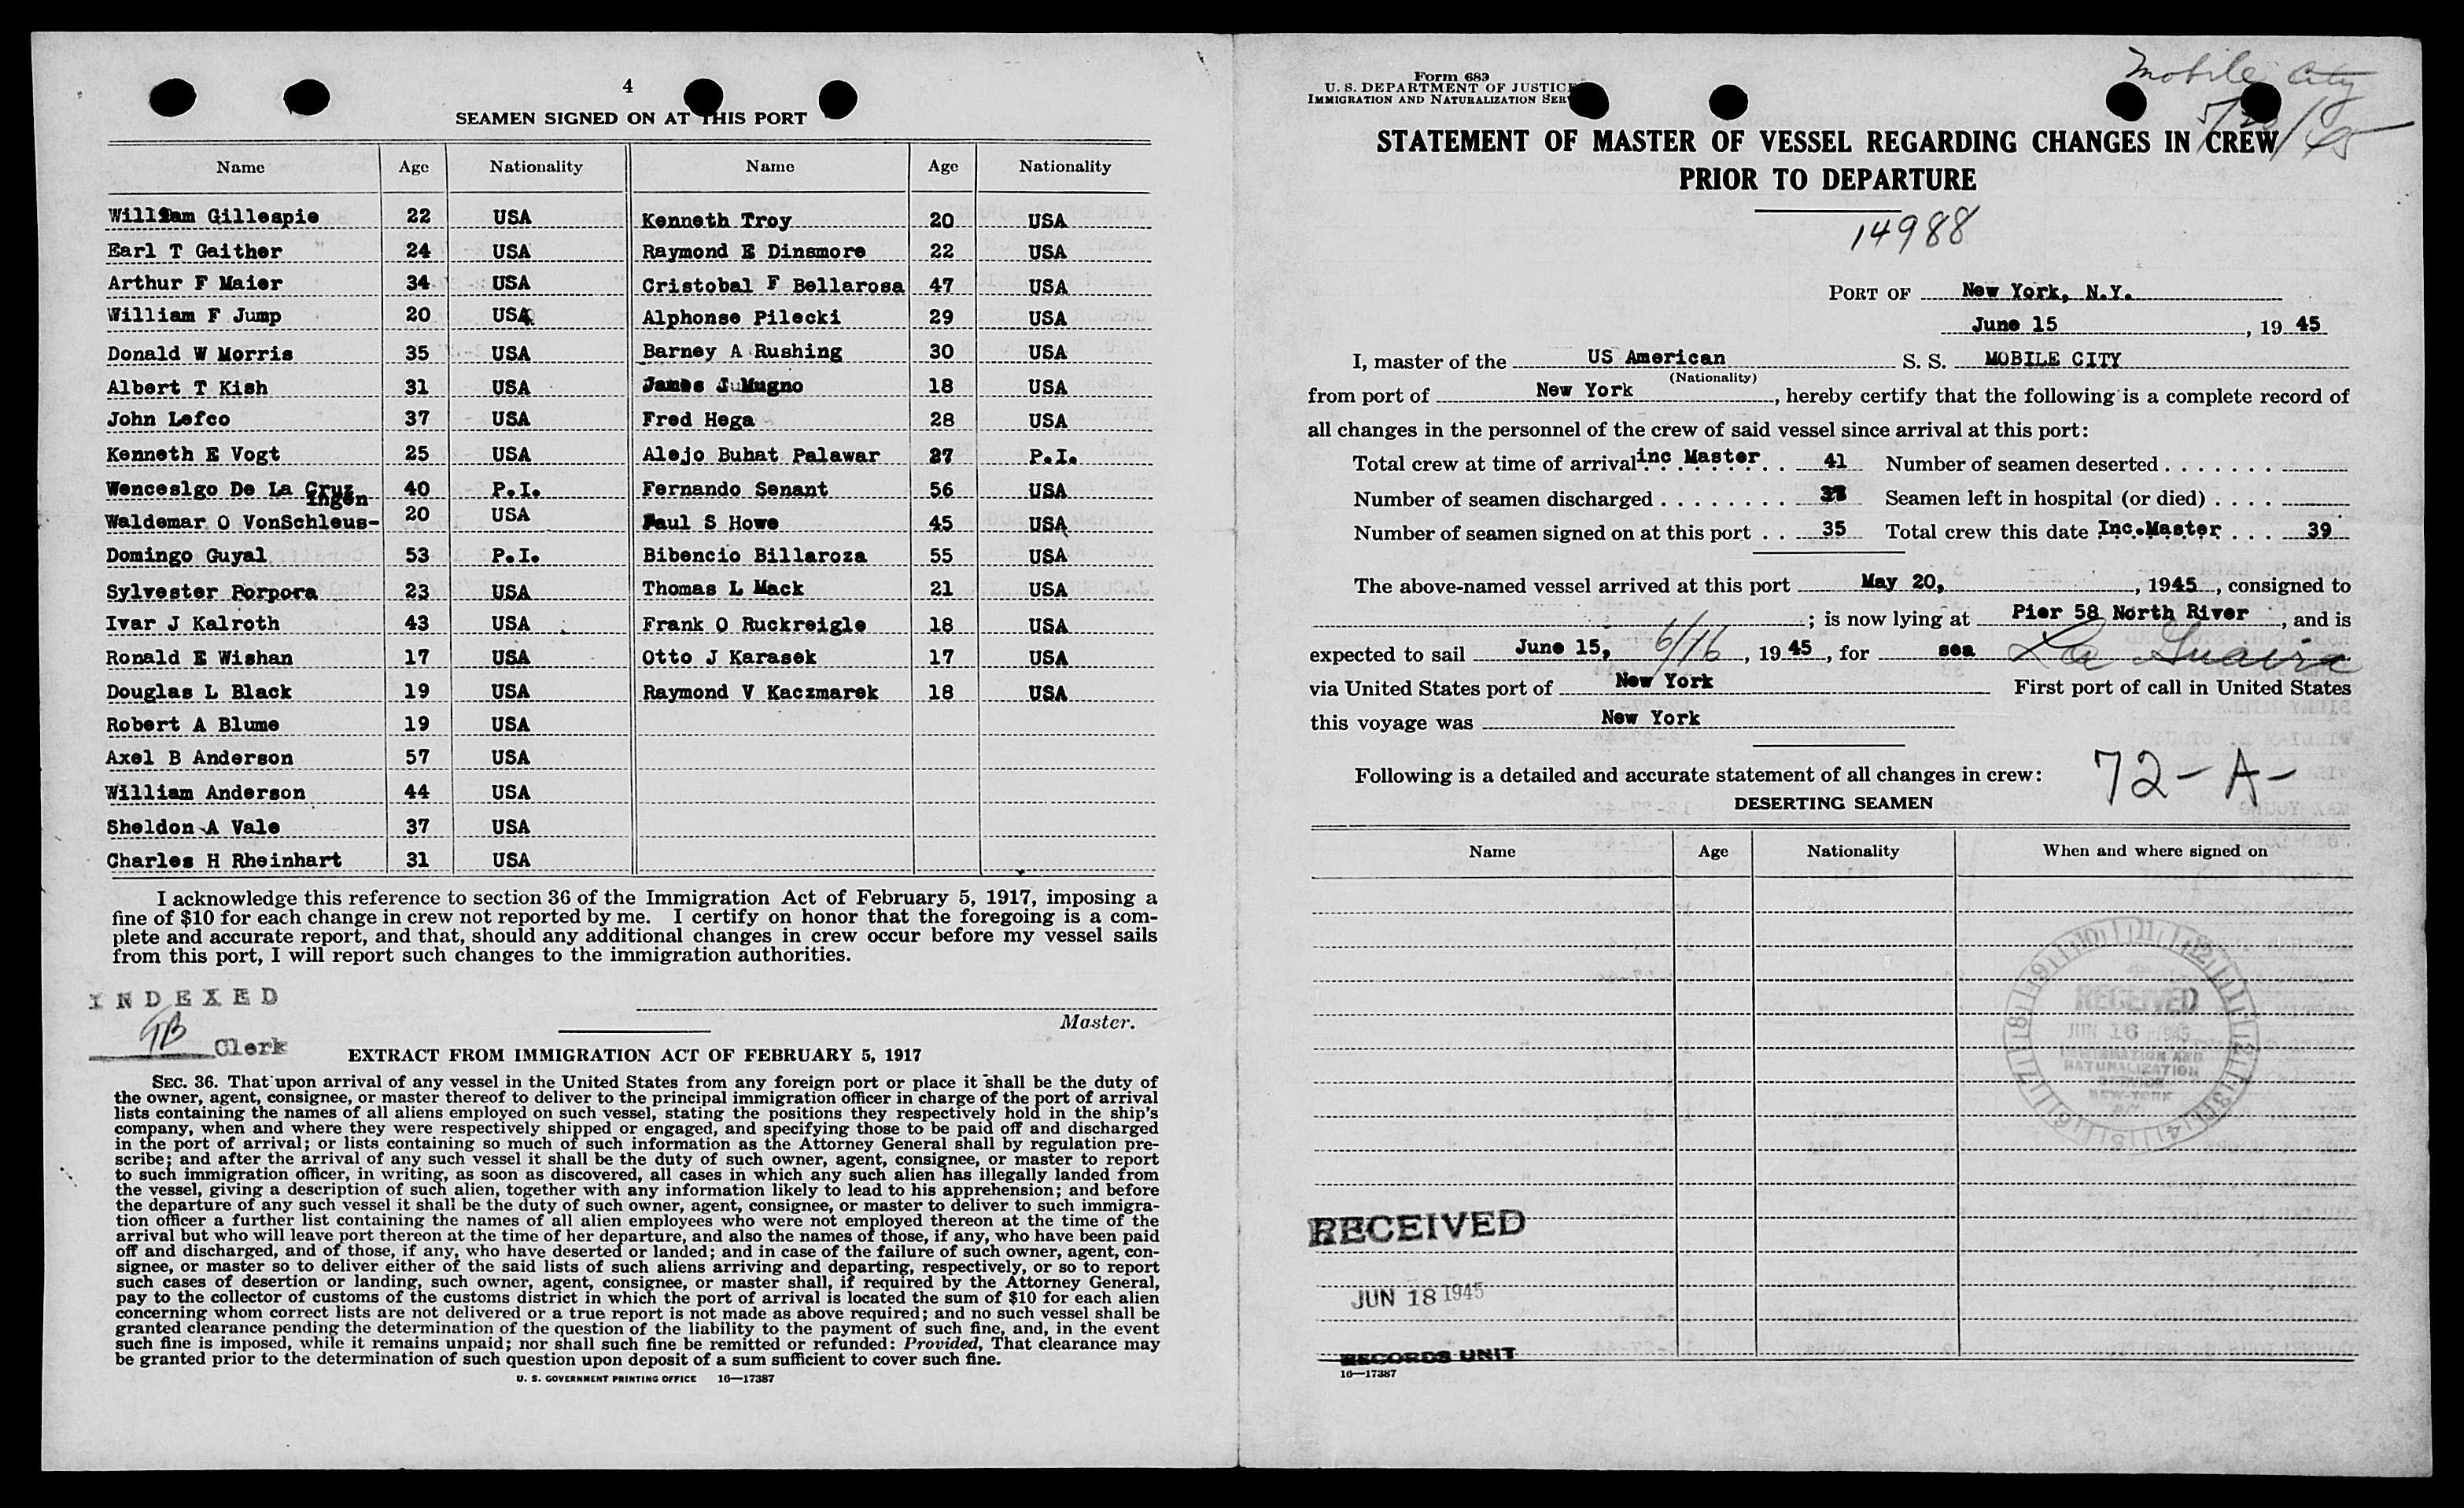 4
SEAMEN SIGNED ON AT THIS PORT
Name Age Nationality Name Age Nationality
William Gillespie 22 USA Kenneth Troy 20 USA
Earl T Gaither 24 USA Raymond E Dinsmore 22 USA
Arthur F Maier 34 USA Cristobal F Bellarosa 47 USA
William F Jump 20 USA Alphonse Pilecki 29 USA
Donald W Morris 35 USA Barney A Rushing 30 USA
Albert T Kish 31 USA James J Mugno 18 USA
John Lefco 37 USA Fred Hega 28 USA
Kenneth E Vogt 25 USA Alejo Buhat Palawar 27 P.I.
Wenceslgo De La Cruz 40 P.I. Fernando Senant 56 USA
ingen
Waldemar O VonSchleus- 20 USA Paul S Howe 45 USA
Domingo Guyal 53 P.I. Bibencio Billaroza 55 USA
Sylvester Porpora 23 USA Thomas L Mack 21 USA
Ivar J Kalroth 43 USA Frank O Ruckreigle 18 USA
Ronald E Wishan 17 USA Otto J Karasek 17 USA
Douglas L Black 19 USA Raymond V Kaczmarek 18 USA
Robert A Blume 19 USA
Axel B Anderson 57 USA
William Anderson 44 USA
Sheldon A Vale 37 USA
Charles H Rheinhart 31 USA
I acknowledge this reference to section 36 of the Immigration Act of February 5, 1917, imposing a
fine of $10 for each change in crew not reported by me. I certify on honor that the foregoing is a com-
plete and accurate report, and that, should any additional changes in crew occur before my vessel sails
from this port, I will report such changes to the immigration authorities.
INDEXED
Master.
Clerk
EXTRACT FROM IMMIGRATION ACT OF FEBRUARY 5, 1917
SEC. 36. That upon arrival of any vessel in the United States from any foreign port or place it shall be the duty of
the owner, agent, consignee, or master thereof to deliver to the principal immigration officer in charge of the port of arrival
lists containing the names of all aliens employed on such vessel, stating the positions they respectively hold in the ship's
company, when and where they were respectively shipped or engaged, and specifying those to be paid off and discharged
in the port of arrival; or lists containing so much of such information as the Attorney General shall by regulation pre-
scribe; and after the arrival of any such vessel it shall be the duty of such owner, agent, consignee, or master to report
to such immigration officer, in writing, as soon as discovered, all cases in which any such alien has illegally landed from
the vessel, giving a description of such alien, together with any information likely to lead to his apprehension; and before
the departure of any such vessel it shall be the duty of such owner, agent, consignee, or master to deliver to such immigra-
tion officer a further list containing the names of all alien employees who were not employed thereon at the time of the
arrival but who will leave port thereon at the time of her departure, and also the names of those, if any, who have been paid
off and discharged, and of those, if any, who have deserted or landed; and in case of the failure of such owner, agent, con-
signee, or master so to deliver either of the said lists of such aliens arriving and departing, respectively, or so to report
such cases of desertion or landing, such owner, agent, consignee, or master shall, if required by the Attorney General,
pay to the collector of customs of the customs district in which the port of arrival is located the sum of $10 for each alien
concerning whom correct lists are not delivered or a true report is not made as above required; and no such vessel shall be
granted clearance pending the determination of the question of the liability to the payment of such fine, and, in the event
such fine is imposed, while it remains unpaid; nor shall such fine be remitted or refunded: Provided, That clearance may
be granted prior to the determination of such question upon deposit of a sum sufficient to cover such fine.
U. S. GOVERNMENT PRINTING OFFICE 16—17387
Form 689
U. S. DEPARTMENT OF JUSTICE
IMMIGRATION AND NATURALIZATION SER
Mobile City
5/20/45
STATEMENT OF MASTER OF VESSEL REGARDING CHANGES IN CREW
PRIOR TO DEPARTURE
14988
PORT OF New York, N.Y.
June 15, 19 45
I, master of the US American S. S. MOBILE CITY
(Nationality)
from port of New York, hereby certify that the following is a complete record of
all changes in the personnel of the crew of said vessel since arrival at this port:
Total crew at time of arrival inc Master 41 Number of seamen deserted
Number of seamen discharged Seamen left in hospital (or died)
Number of seamen signed on at this port 35 Total crew this date Inc.Master 39
The above-named vessel arrived at this port May 20, , 1945, consigned to
; is now lying at Pier 58 North River, and is
expected to sail June 15, 6/16, 19 45, for sea La Guaira
via United States port of New York First port of call in United States
this voyage was New York
Following is a detailed and accurate statement of all changes in crew: 72-A-
DESERTING SEAMEN
Name Age Nationality When and where signed on
RECEIVED
JUN 16 1945
IMMIGRATION AND
NATURALIZATION
SERVICE
NEW YORK
RECEIVED
JUN 18 1945
RECORDS UNIT
16—17387